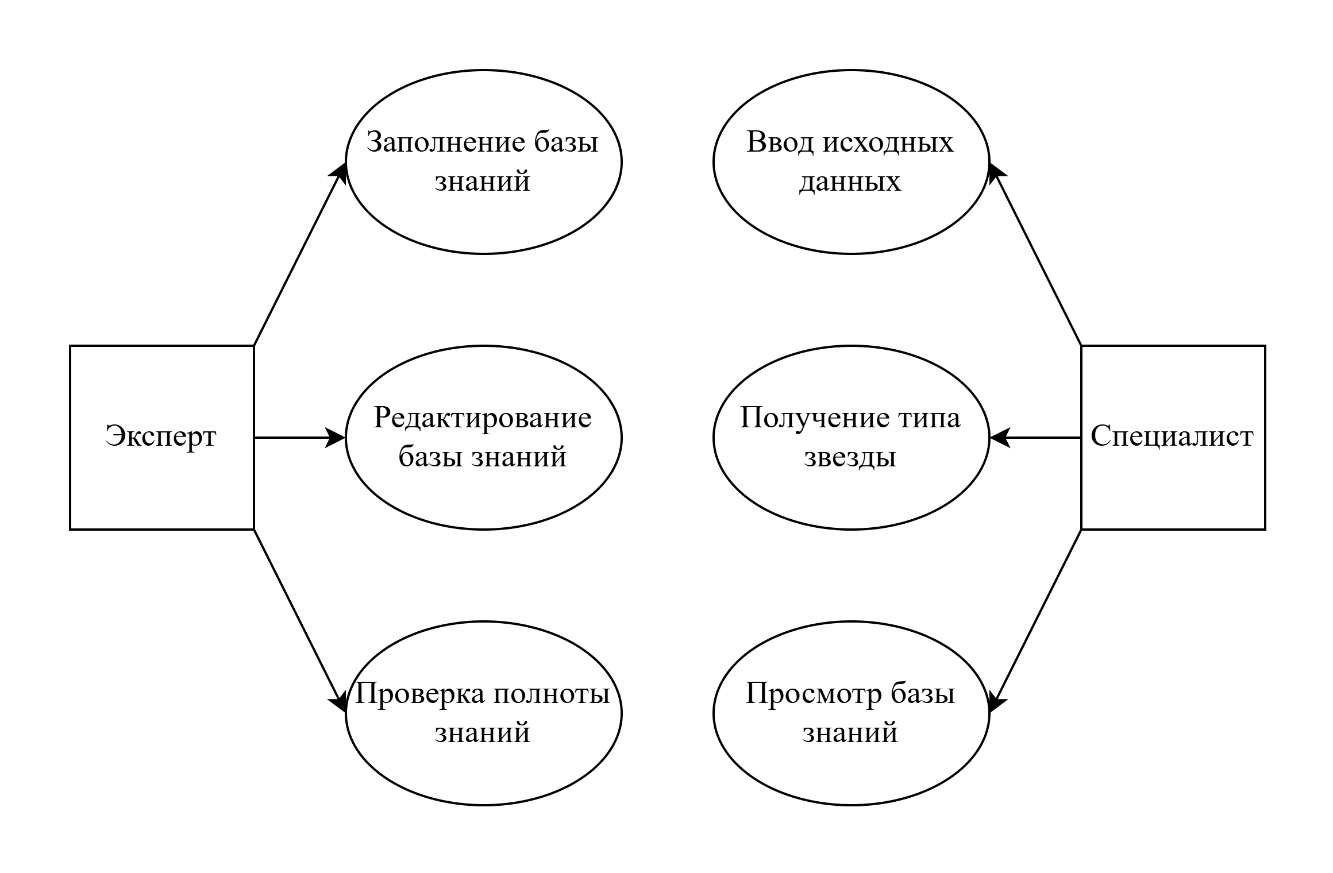 Заполнение базы
знаний
Ввод исходных
данных
Эксперт
Редактирование
базы знаний
Получение типа
звезды
Специалист
Проверка полноты
знаний
Просмотр базы
знаний